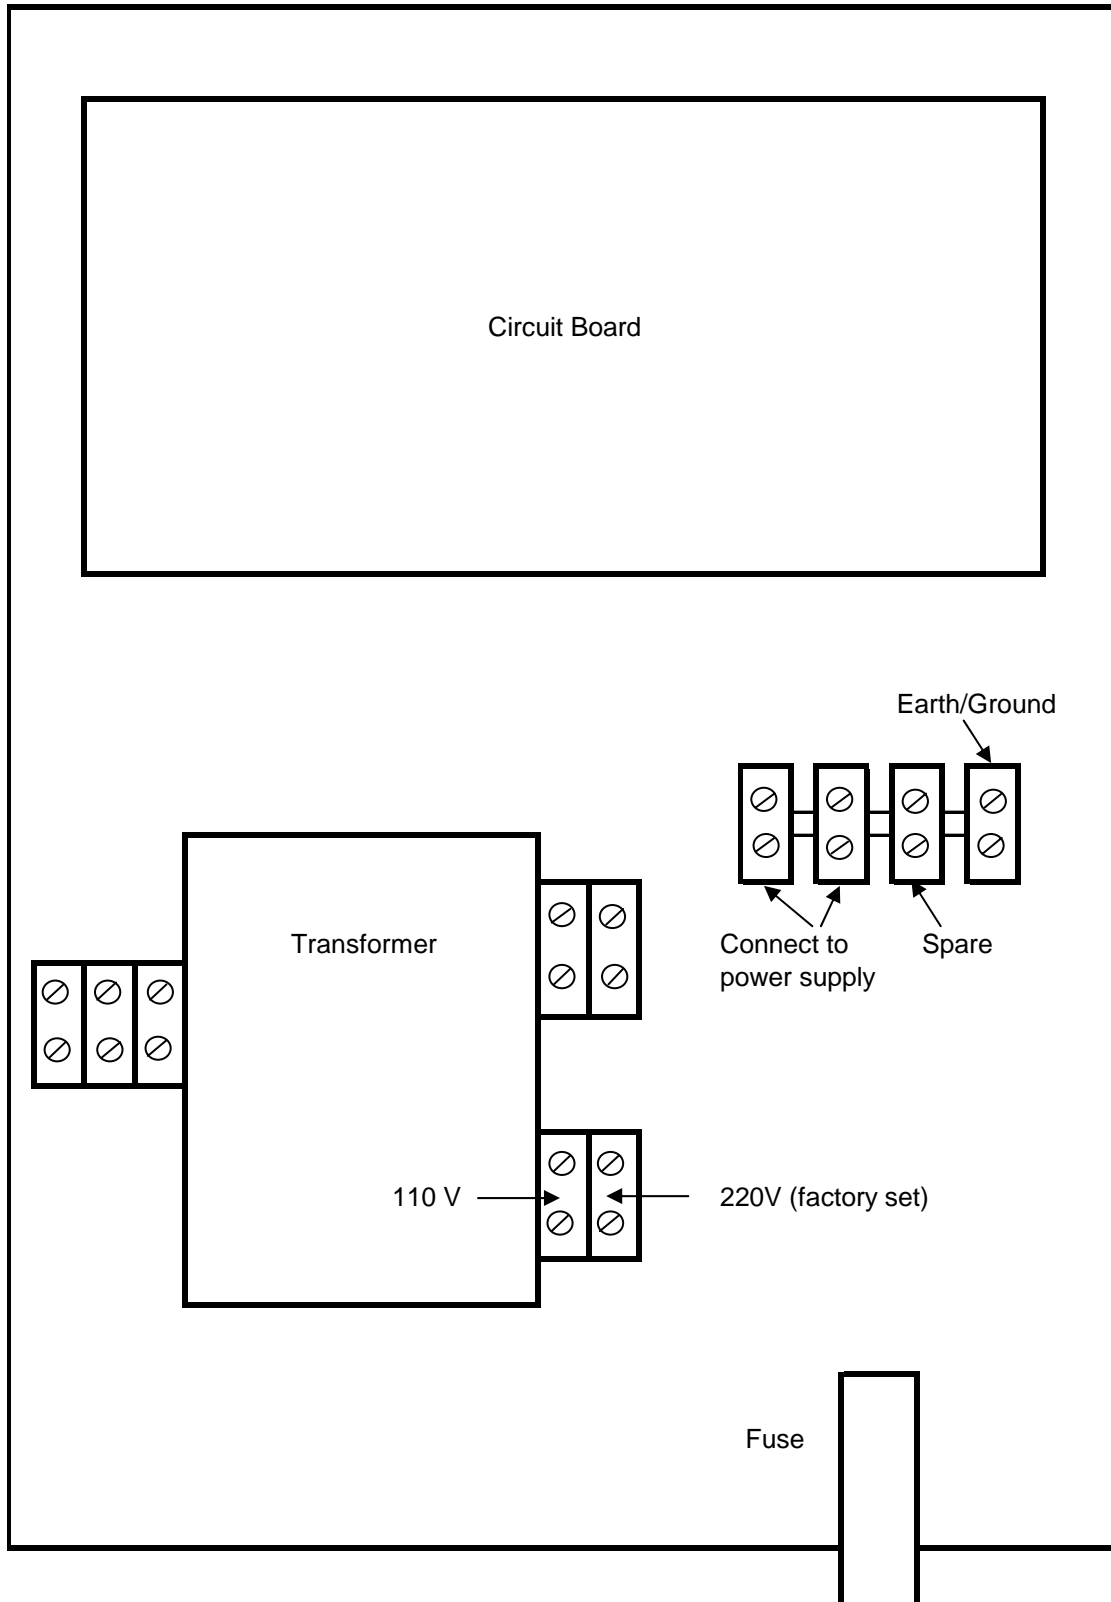 Circuit Board
Earth/Ground
Transformer
Connect to
power supply
Spare
110 V
220V (factory set)
Fuse